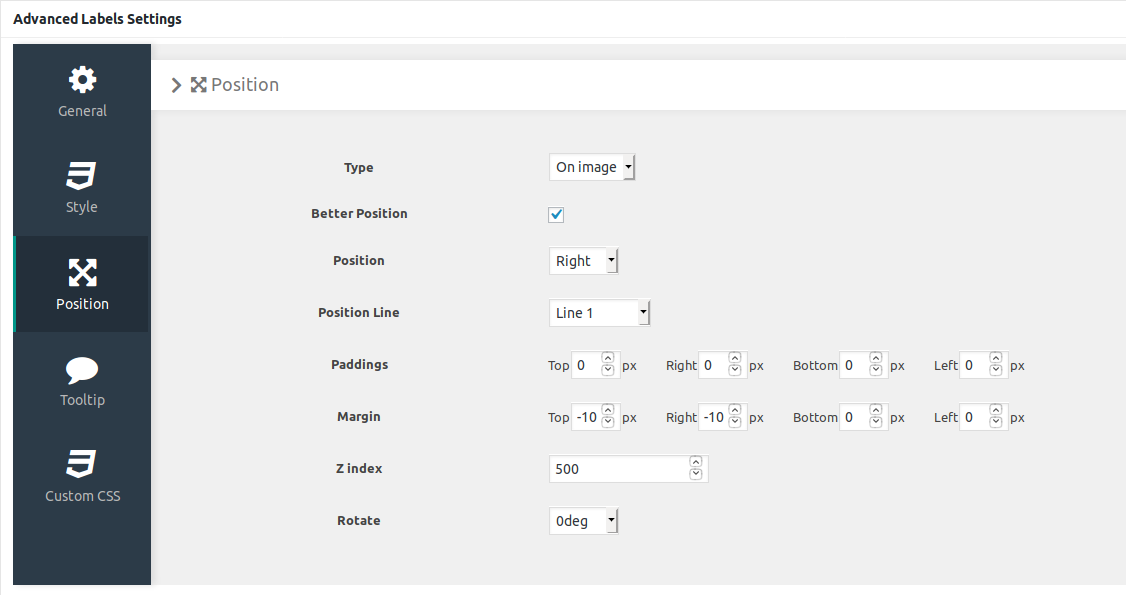 Advanced Labels Settings
General
Style
Position
Tooltip
Custom CSS
Position
Type On image
Better Position
Position Right
Position Line Line 1
Paddings Top 0 px Right 0 px Bottom 0 px Left 0 px
Margin Top -10 px Right -10 px Bottom 0 px Left 0 px
Z index 500
Rotate 0deg